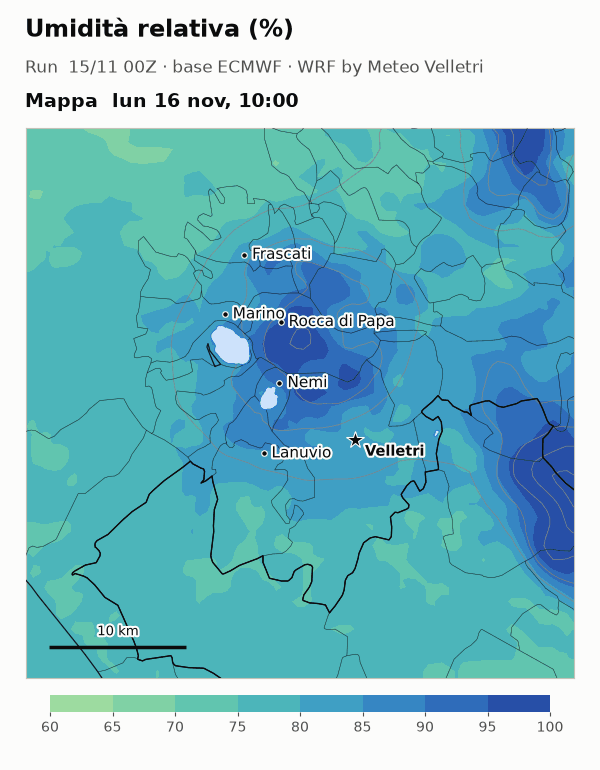 Umidità relativa (%)
Run  15/11 00Z · base ECMWF · WRF by Meteo Velletri
Mappa  lun 16 nov, 10:00
Frascati
Marino
Rocca di Papa
Nemi
Velletri
Lanuvio
10 km
60 65 70 75 80 85 90 95 100